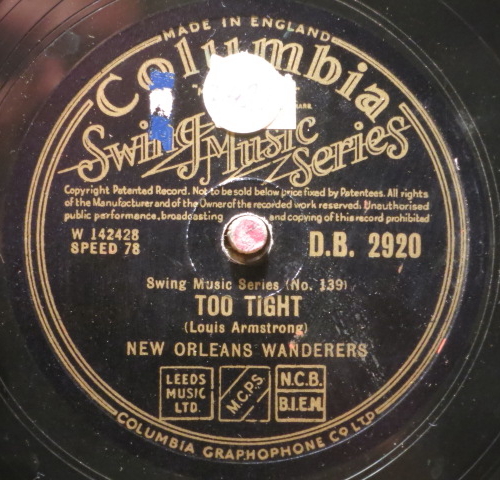 MADE IN ENGLAND
Columbia
MARK.
Swing Music Series
Copyright Patented Record. Not to be sold below price fixed by Patentees. All rights
of the Manufacturer and of the Owner of the recorded work reserved. Unauthorised
public performance, broadcasting and copying of this record prohibited
W 142428
SPEED 78
D.B. 2920
Swing Music Series (No. 139)
TOO TIGHT
(Louis Armstrong)
NEW ORLEANS WANDERERS
LEEDS
MUSIC
LTD.
M.C.P.S.
N.C.B.
B.I.E.M.
COLUMBIA GRAPHOPHONE CO LTD